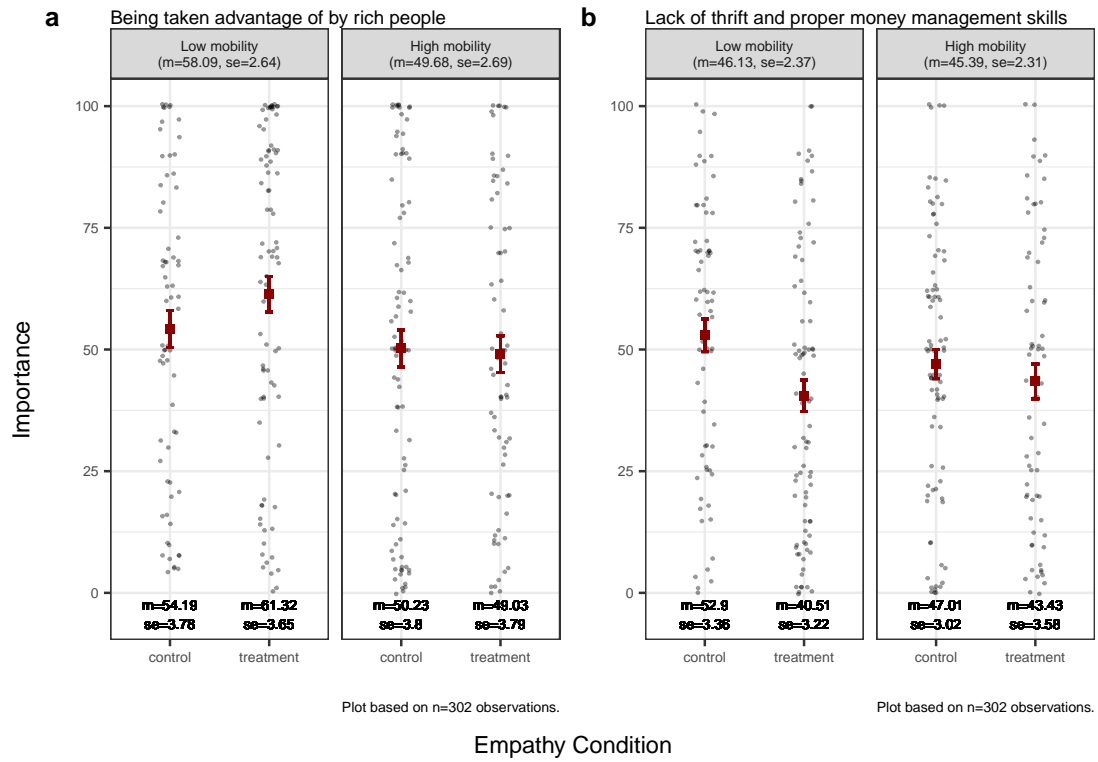 a Being taken advantage of by rich people
Low mobility
(m=58.09, se=2.64)
High mobility
(m=49.68, se=2.69)
100
75
50
25
0
m=54.19
se=3.78
m=61.32
se=3.65
m=50.23
se=3.8
m=49.03
se=3.79
control
treatment
control
treatment
Plot based on n=302 observations.
b Lack of thrift and proper money management skills
Low mobility
(m=46.13, se=2.37)
High mobility
(m=45.39, se=2.31)
100
75
50
25
0
m=52.9
se=3.36
m=40.51
se=3.22
m=47.01
se=3.02
m=43.43
se=3.58
control
treatment
control
treatment
Plot based on n=302 observations.
Importance
Empathy Condition